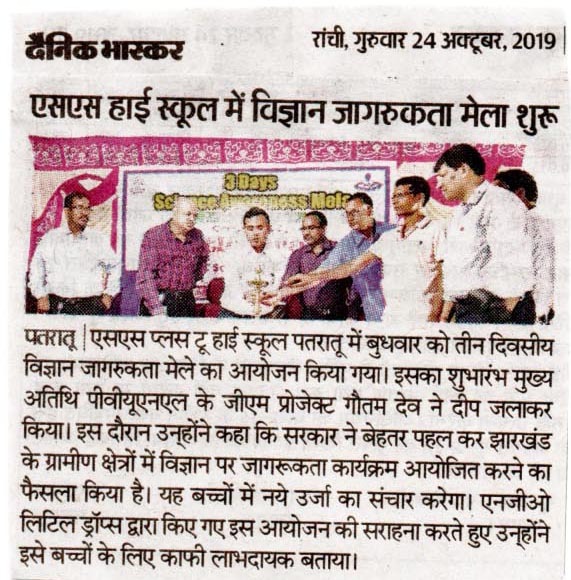 दैनिक भास्कर
रांची, गुरुवार 24 अक्टूबर, 2019
एसएस हाई स्कूल में विज्ञान जागरुकता मेला शुरू
3 Days
Science Awareness Mela
पतरातू | एसएस प्लस टू हाई स्कूल पतरातू में बुधवार को तीन दिवसीय
विज्ञान जागरुकता मेले का आयोजन किया गया। इसका शुभारंभ मुख्य
अतिथि पीवीयूएनएल के जीएम प्रोजेक्ट गौतम देव ने दीप जलाकर
किया। इस दौरान उन्होंने कहा कि सरकार ने बेहतर पहल कर झारखंड
के ग्रामीण क्षेत्रों में विज्ञान पर जागरूकता कार्यक्रम आयोजित करने का
फैसला किया है। यह बच्चों में नये उर्जा का संचार करेगा। एनजीओ
लिटिल ड्रॉप्स द्वारा किए गए इस आयोजन की सराहना करते हुए उन्होंने
इसे बच्चों के लिए काफी लाभदायक बताया।